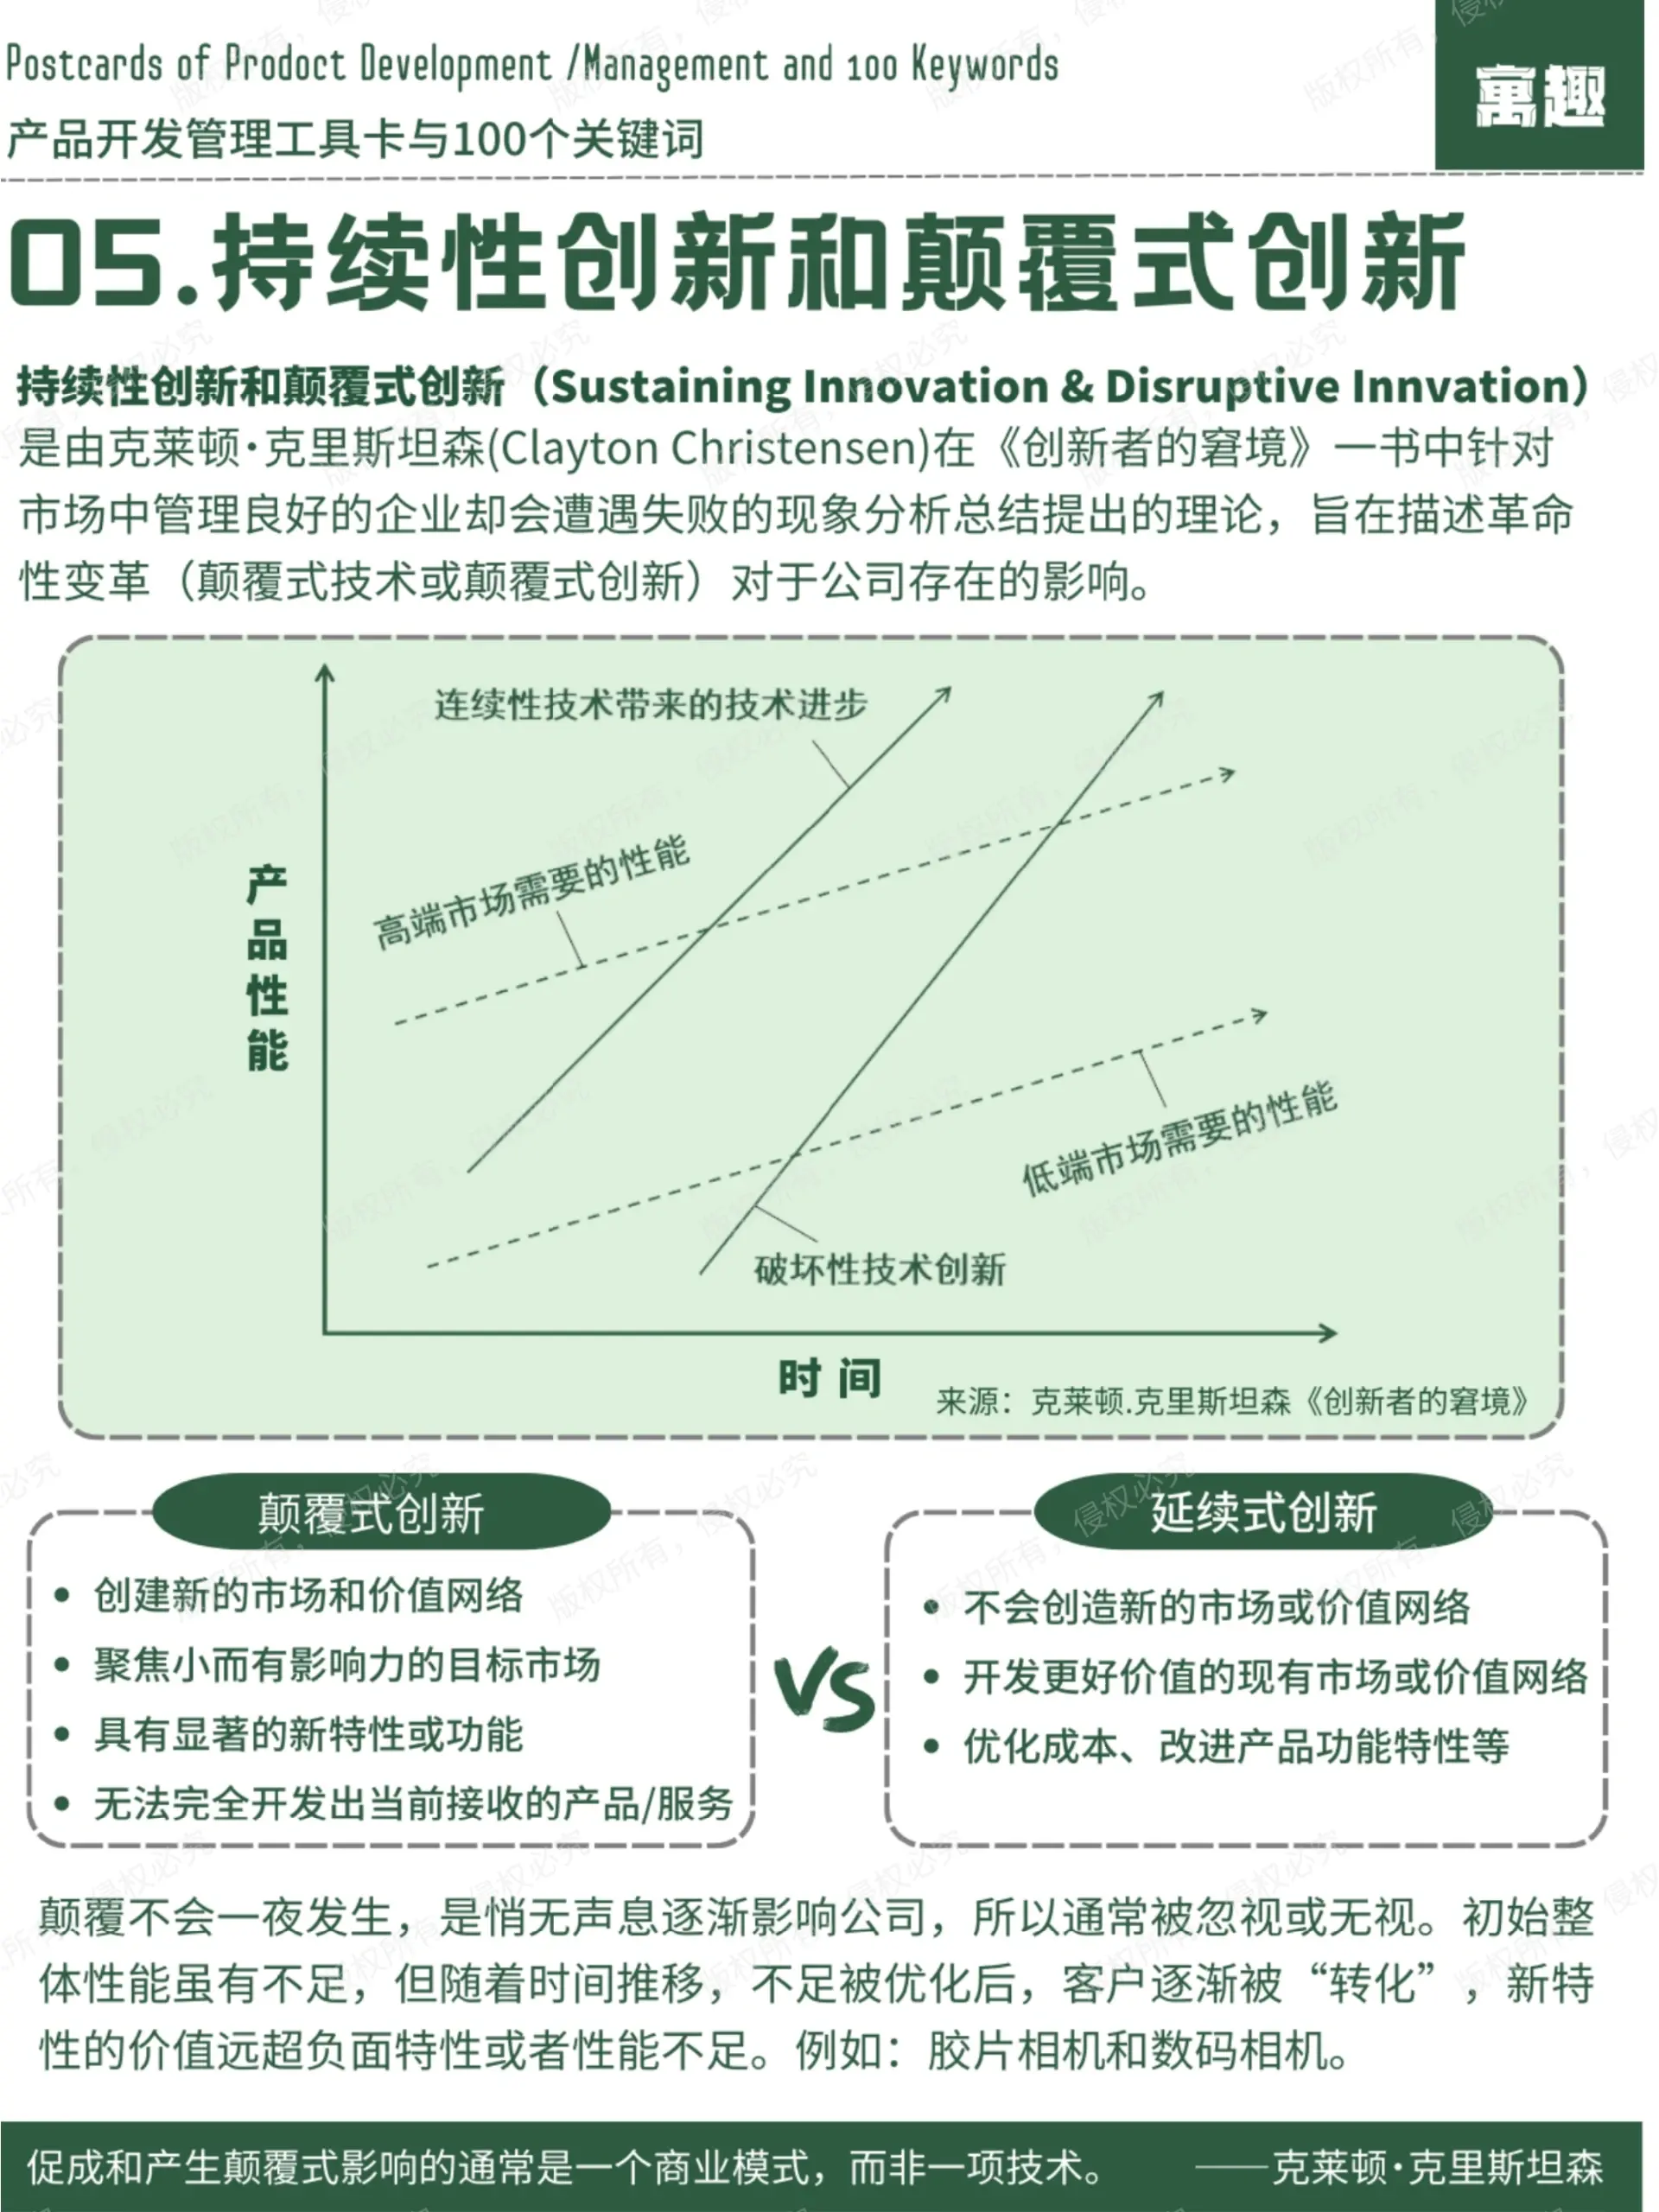 Postcards of Prodoct Development /Management and 100 Keywords
产品开发管理工具卡与100个关键词
寓趣
05.持续性创新和颠覆式创新
持续性创新和颠覆式创新（Sustaining Innovation & Disruptive Innvation）
是由克莱顿·克里斯坦森(Clayton Christensen)在《创新者的窘境》一书中针对
市场中管理良好的企业却会遭遇失败的现象分析总结提出的理论，旨在描述革命
性变革（颠覆式技术或颠覆式创新）对于公司存在的影响。
连续性技术带来的技术进步
高端市场需要的性能
产品性能
低端市场需要的性能
破坏性技术创新
时间
来源：克莱顿.克里斯坦森《创新者的窘境》
颠覆式创新
创建新的市场和价值网络
聚焦小而有影响力的目标市场
具有显著的新特性或功能
无法完全开发出当前接收的产品/服务
VS
延续式创新
不会创造新的市场或价值网络
开发更好价值的现有市场或价值网络
优化成本、改进产品功能特性等
颠覆不会一夜发生，是悄无声息逐渐影响公司，所以通常被忽视或无视。初始整
体性能虽有不足，但随着时间推移，不足被优化后，客户逐渐被“转化”，新特
性的价值远超负面特性或者性能不足。例如：胶片相机和数码相机。
促成和产生颠覆式影响的通常是一个商业模式，而非一项技术。 ——克莱顿·克里斯坦森
版权所有，侵权必究